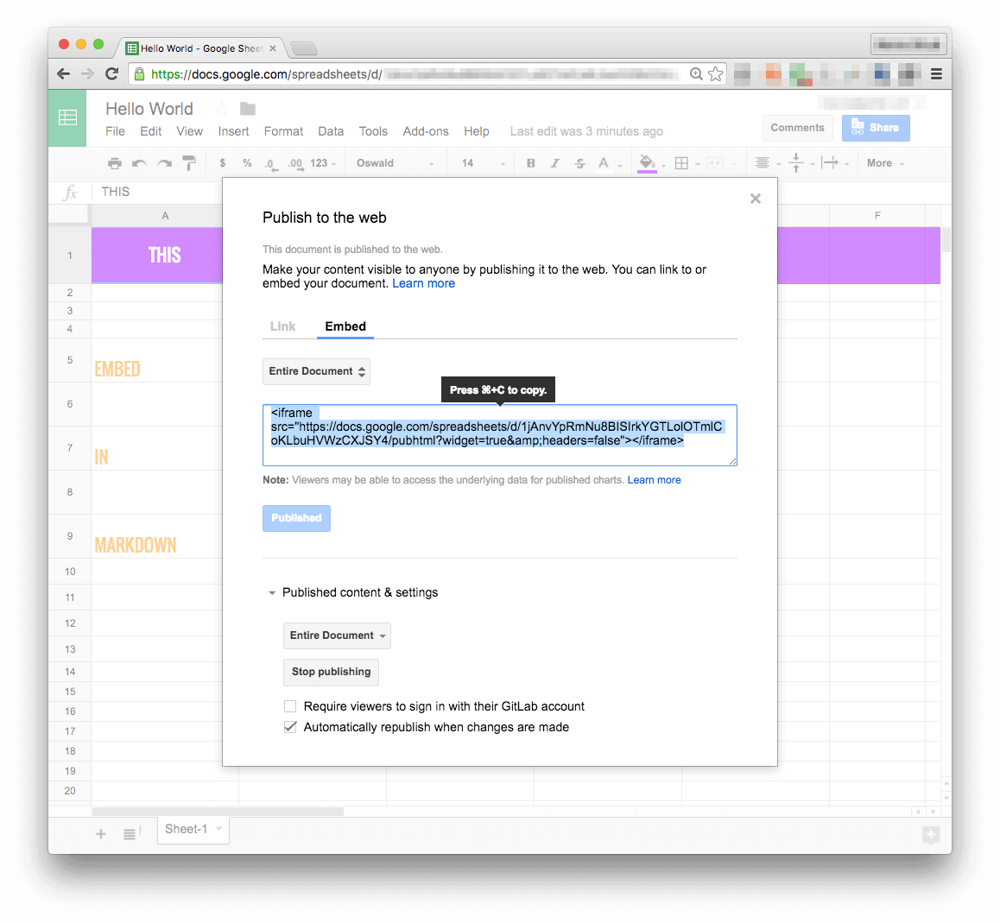 Hello World - Google Sheet
https://docs.google.com/spreadsheets/d/
Hello World
File Edit View Insert Format Data Tools Add-ons Help Last edit was 3 minutes ago
Comments
Share
$ % .0 .00 123 Oswald 14 B I S A More
fx THIS
A F
1 THIS
2
3
4
5 EMBED
6
7 IN
8
9 MARKDOWN
10
11
12
13
14
15
16
17
18
19
20
Publish to the web
This document is published to the web.
Make your content visible to anyone by publishing it to the web. You can link to or
embed your document. Learn more
Link Embed
Entire Document
Press ⌘+C to copy.
<iframe
src="https://docs.google.com/spreadsheets/d/1jAnvYpRmNu8BISIrkYGTLolOTmlC
oKLbuHVWzCXJSY4/pubhtml?widget=true&amp;headers=false"></iframe>
Note: Viewers may be able to access the underlying data for published charts. Learn more
Published
Published content & settings
Entire Document
Stop publishing
Require viewers to sign in with their GitLab account
Automatically republish when changes are made
Sheet-1